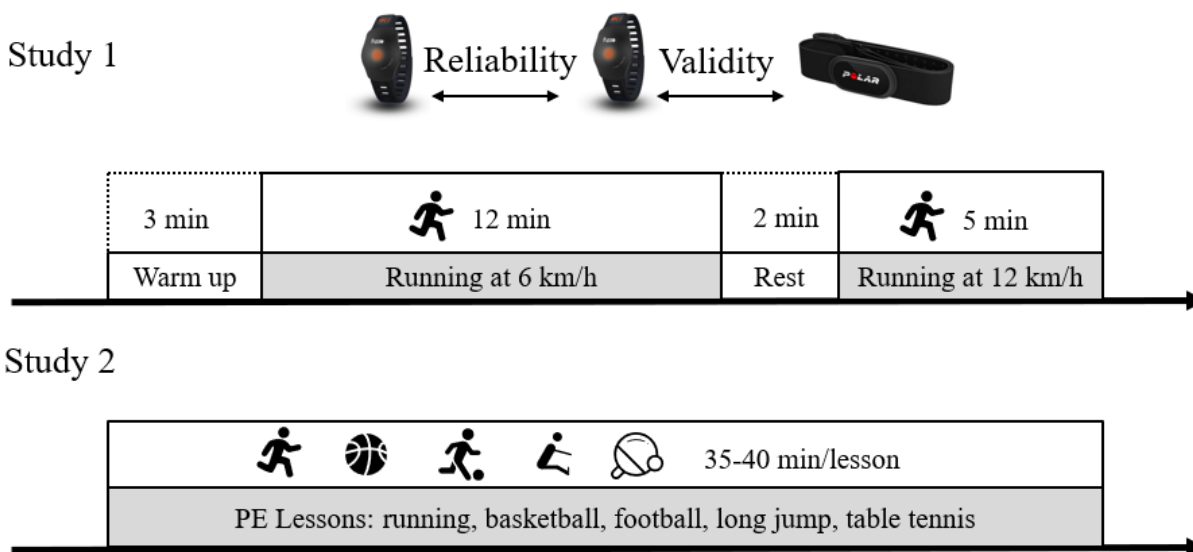 Study 1
Reliability
Validity
POLAR
3 min
12 min
2 min
5 min
Warm up
Running at 6 km/h
Rest
Running at 12 km/h
Study 2
35-40 min/lesson
PE Lessons: running, basketball, football, long jump, table tennis